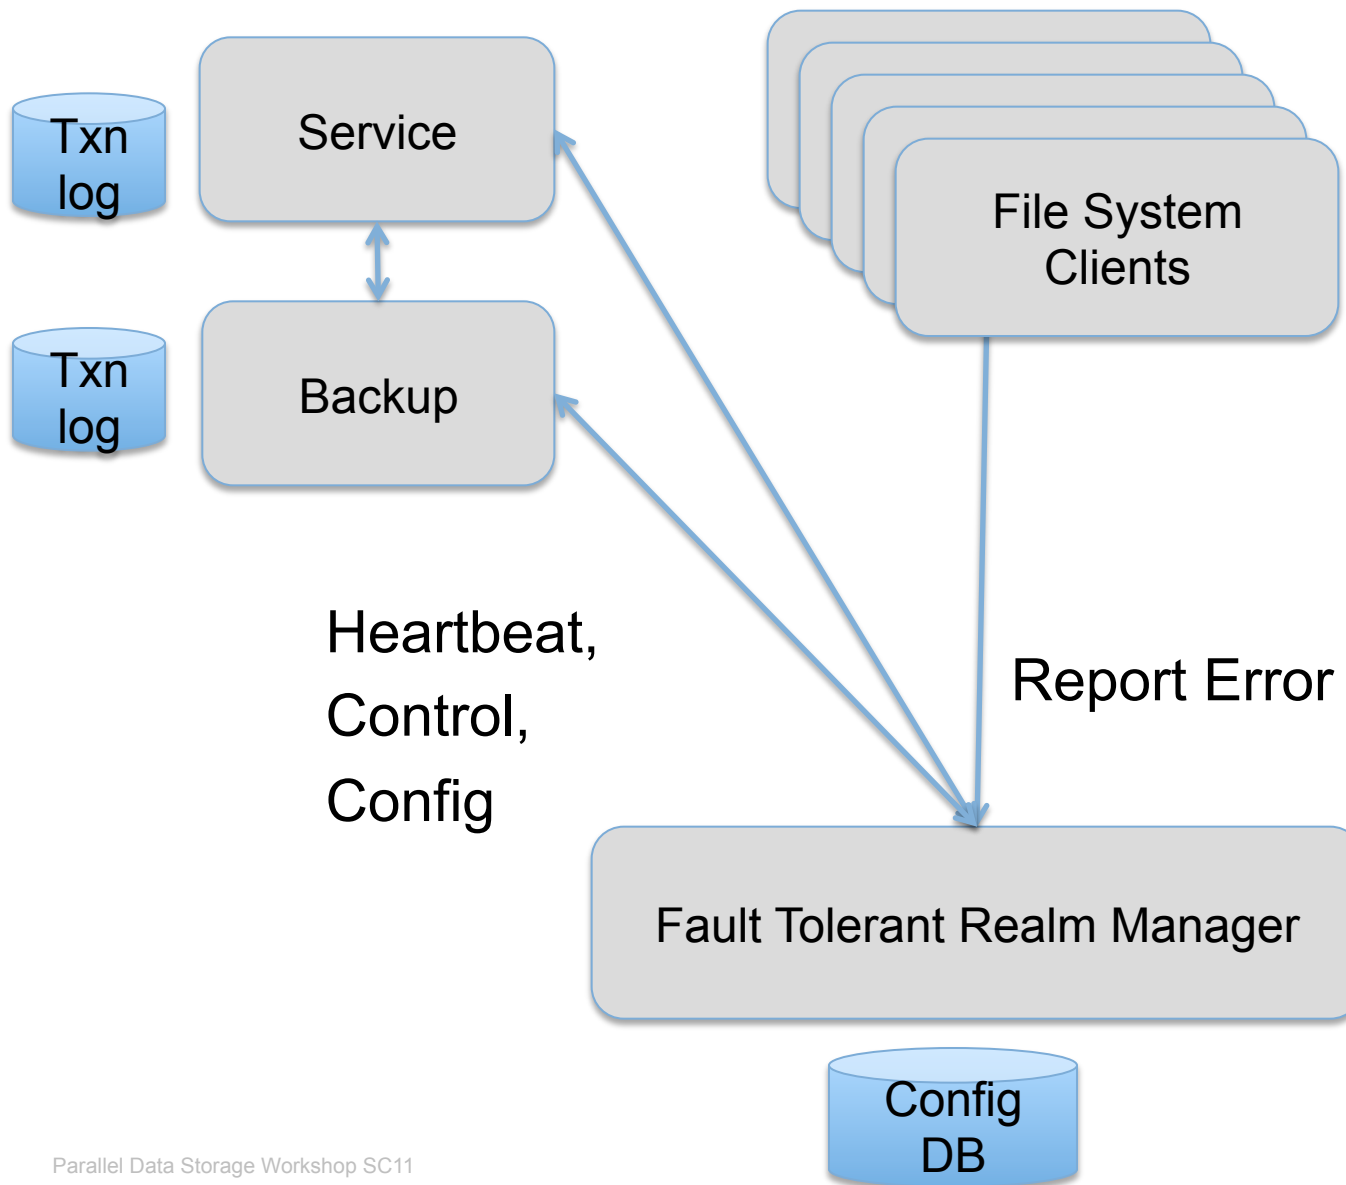 Txn
log
Service
File System
Clients
Txn
log
Backup
Heartbeat,
Control,
Config
Report Error
Fault Tolerant Realm Manager
Config
DB
Parallel Data Storage Workshop SC11